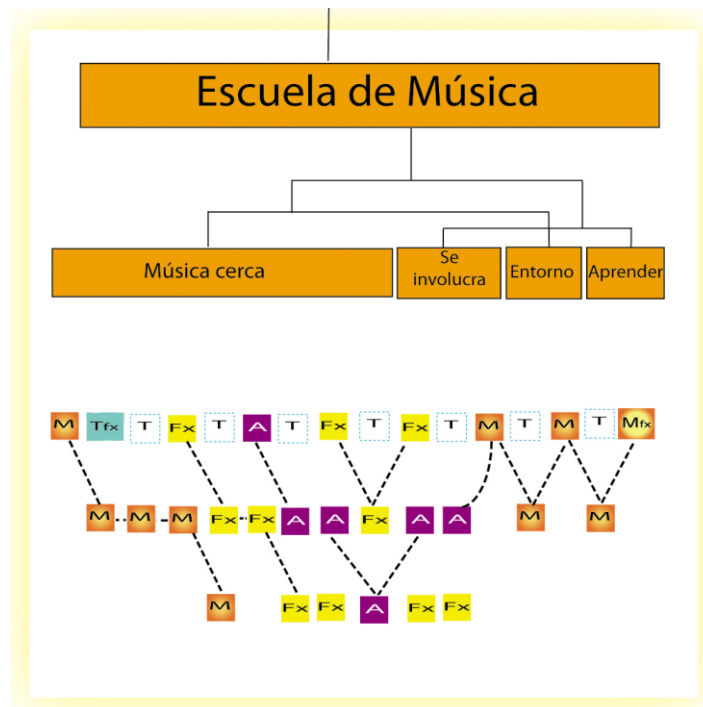 Escuela de Música
Música cerca
Se
involucra
Entorno
Aprender
M Tfx T Fx T A T Fx T Fx T M T M T Mfx
M M M Fx Fx A A Fx A A M M
M Fx Fx A Fx Fx